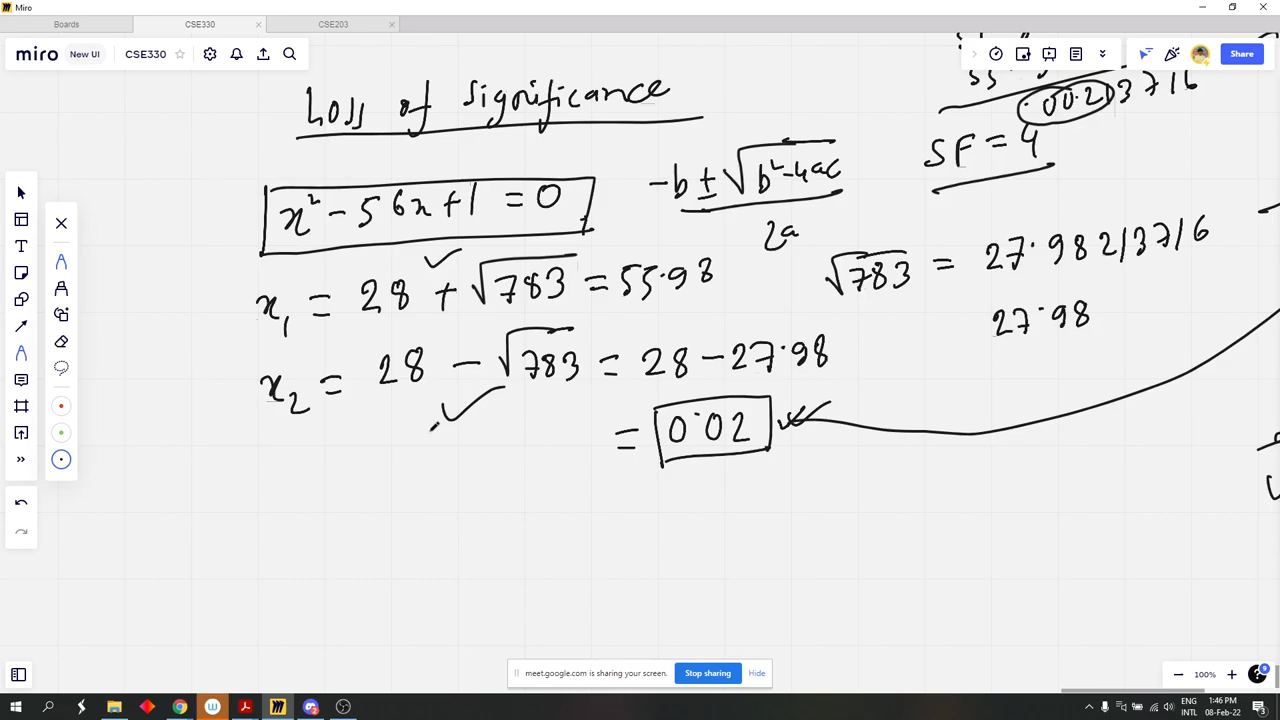 Miro
Boards
CSE330
CSE203
miro
New UI
CSE330
Share
Loss of significance
.00213716
SF = 4
x² - 56x + 1 = 0
-b ± √b² - 4ac
2a
x₁ = 28 + √783 = 55.98
√783 = 27.98213716
27.98
x₂ = 28 - √783 = 28 - 27.98
= 0.02
meet.google.com is sharing your screen.
Stop sharing
Hide
100%
9
ENG
INTL
1:46 PM
08-Feb-22
3